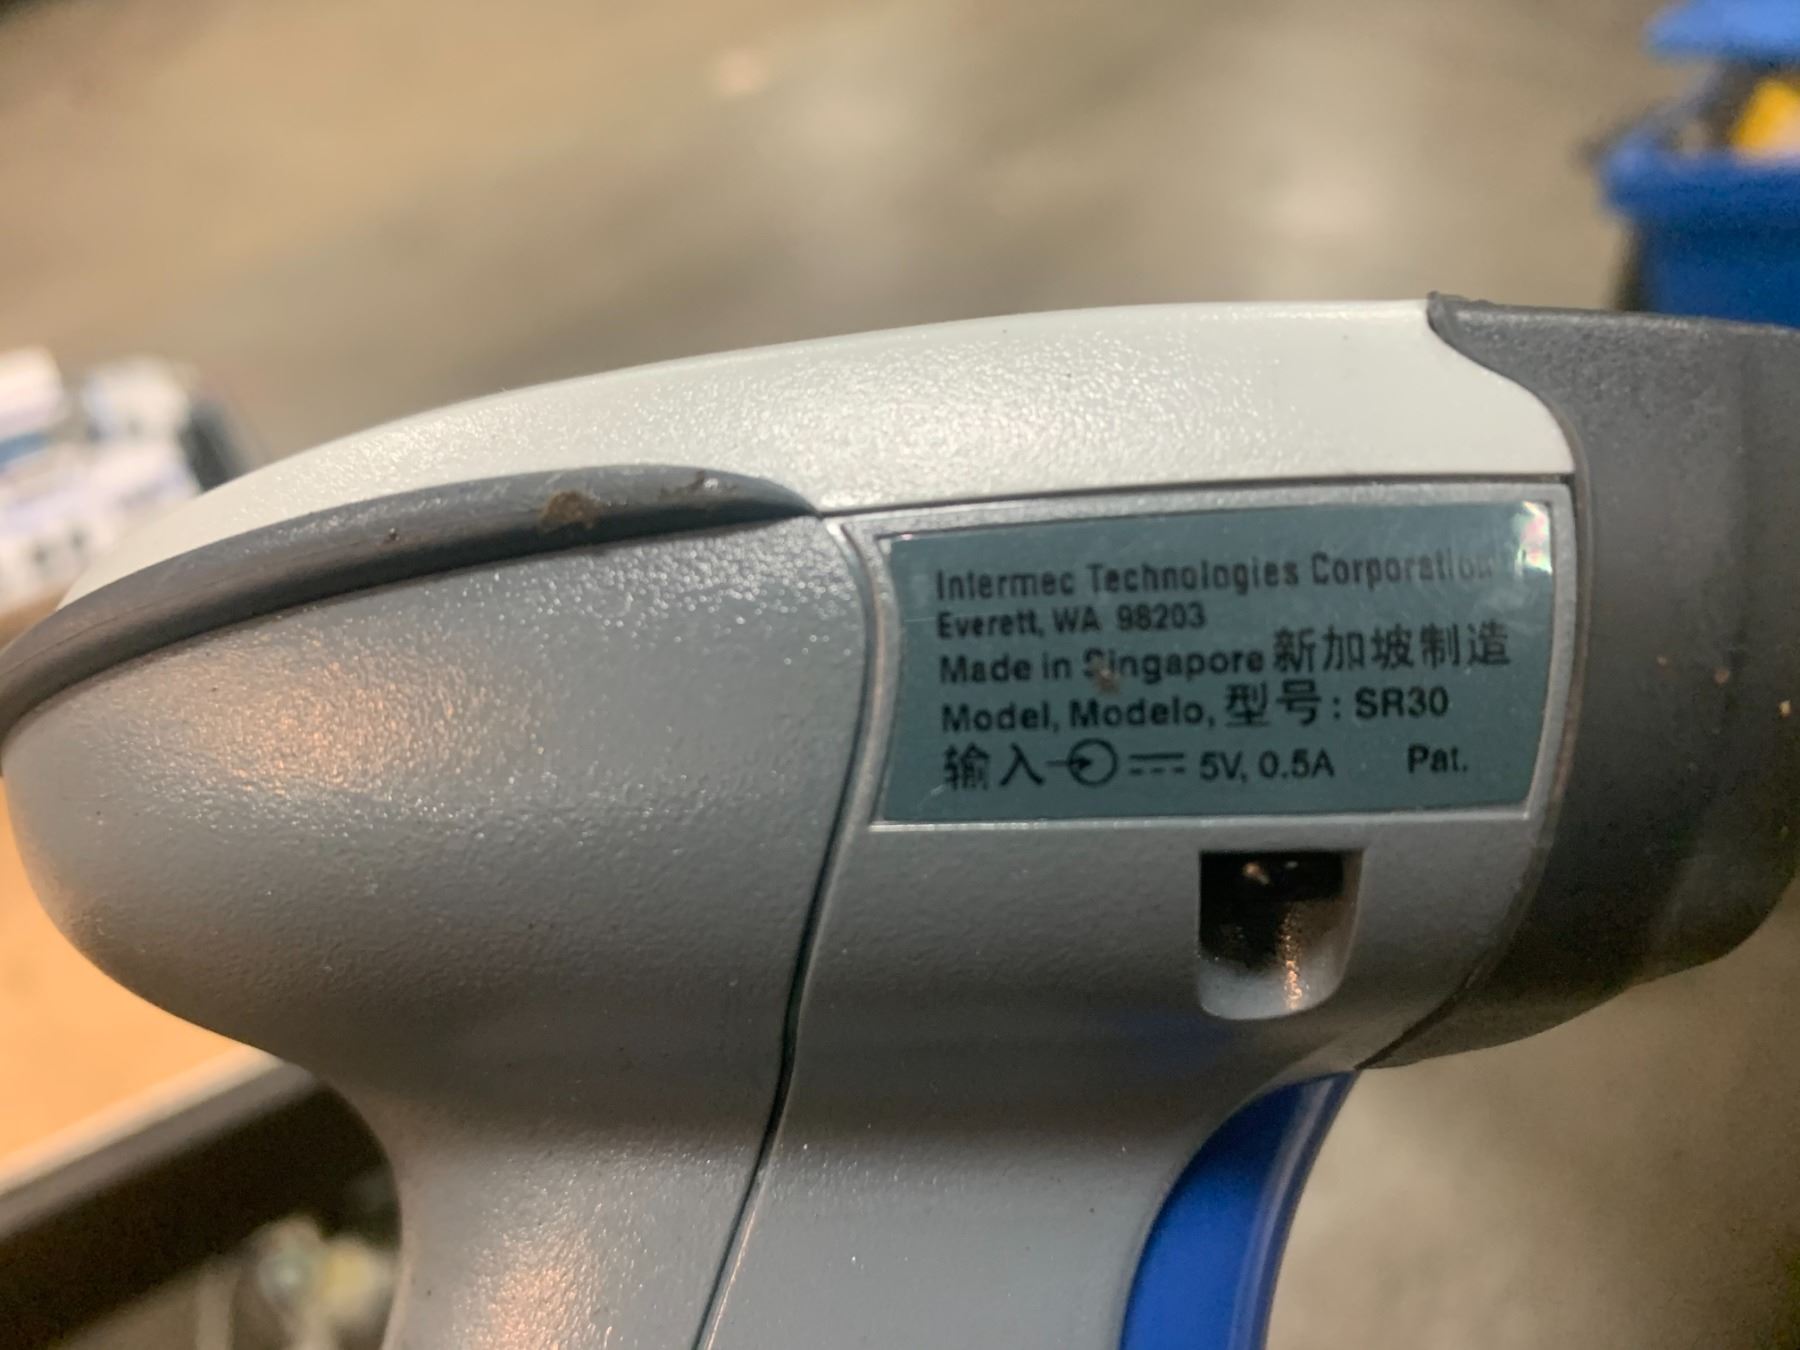 Intermec Technologies Corporation
Everett, WA 98203
Made in Singapore 新加坡制造
Model, Modelo, 型号: SR30
输入 5V, 0.5A Pat.